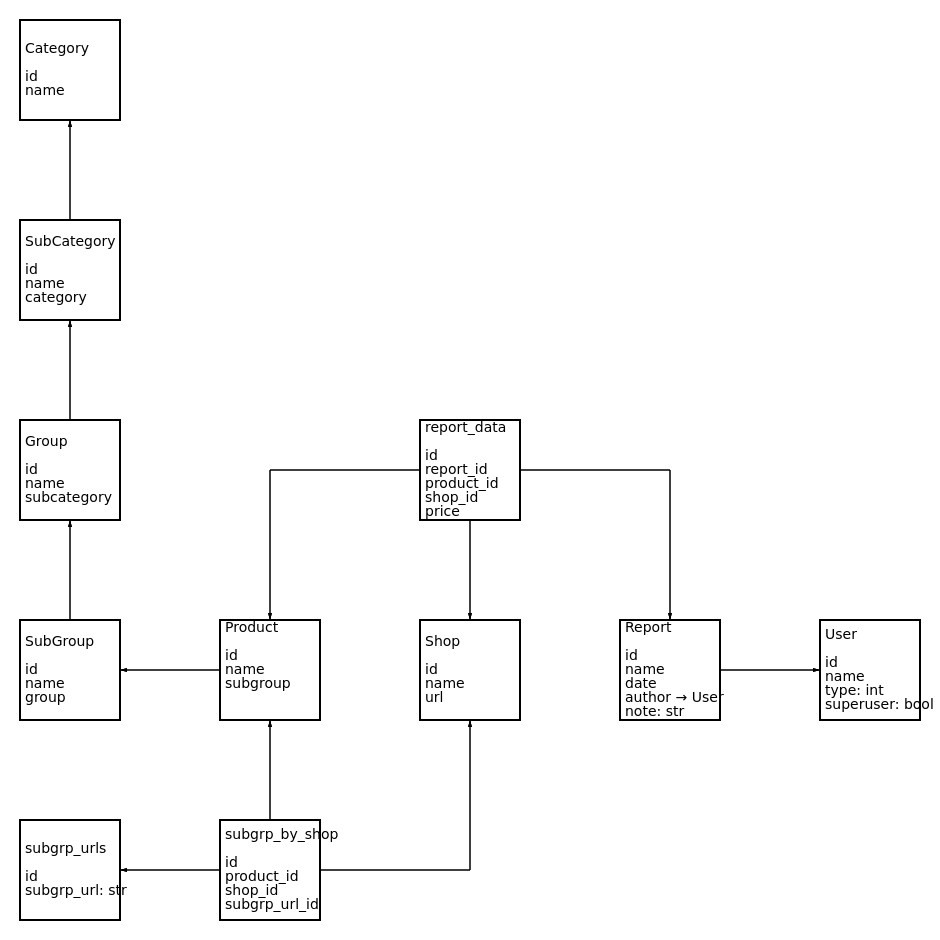 Category
id
name
SubCategory
id
name
category
Group
id
name
subcategory
report_data
id
report_id
product_id
shop_id
price
SubGroup
id
name
group
Product
id
name
subgroup
Shop
id
name
url
Report
id
name
date
author → User
note: str
User
id
name
type: int
superuser: bool
subgrp_urls
id
subgrp_url: str
subgrp_by_shop
id
product_id
shop_id
subgrp_url_id